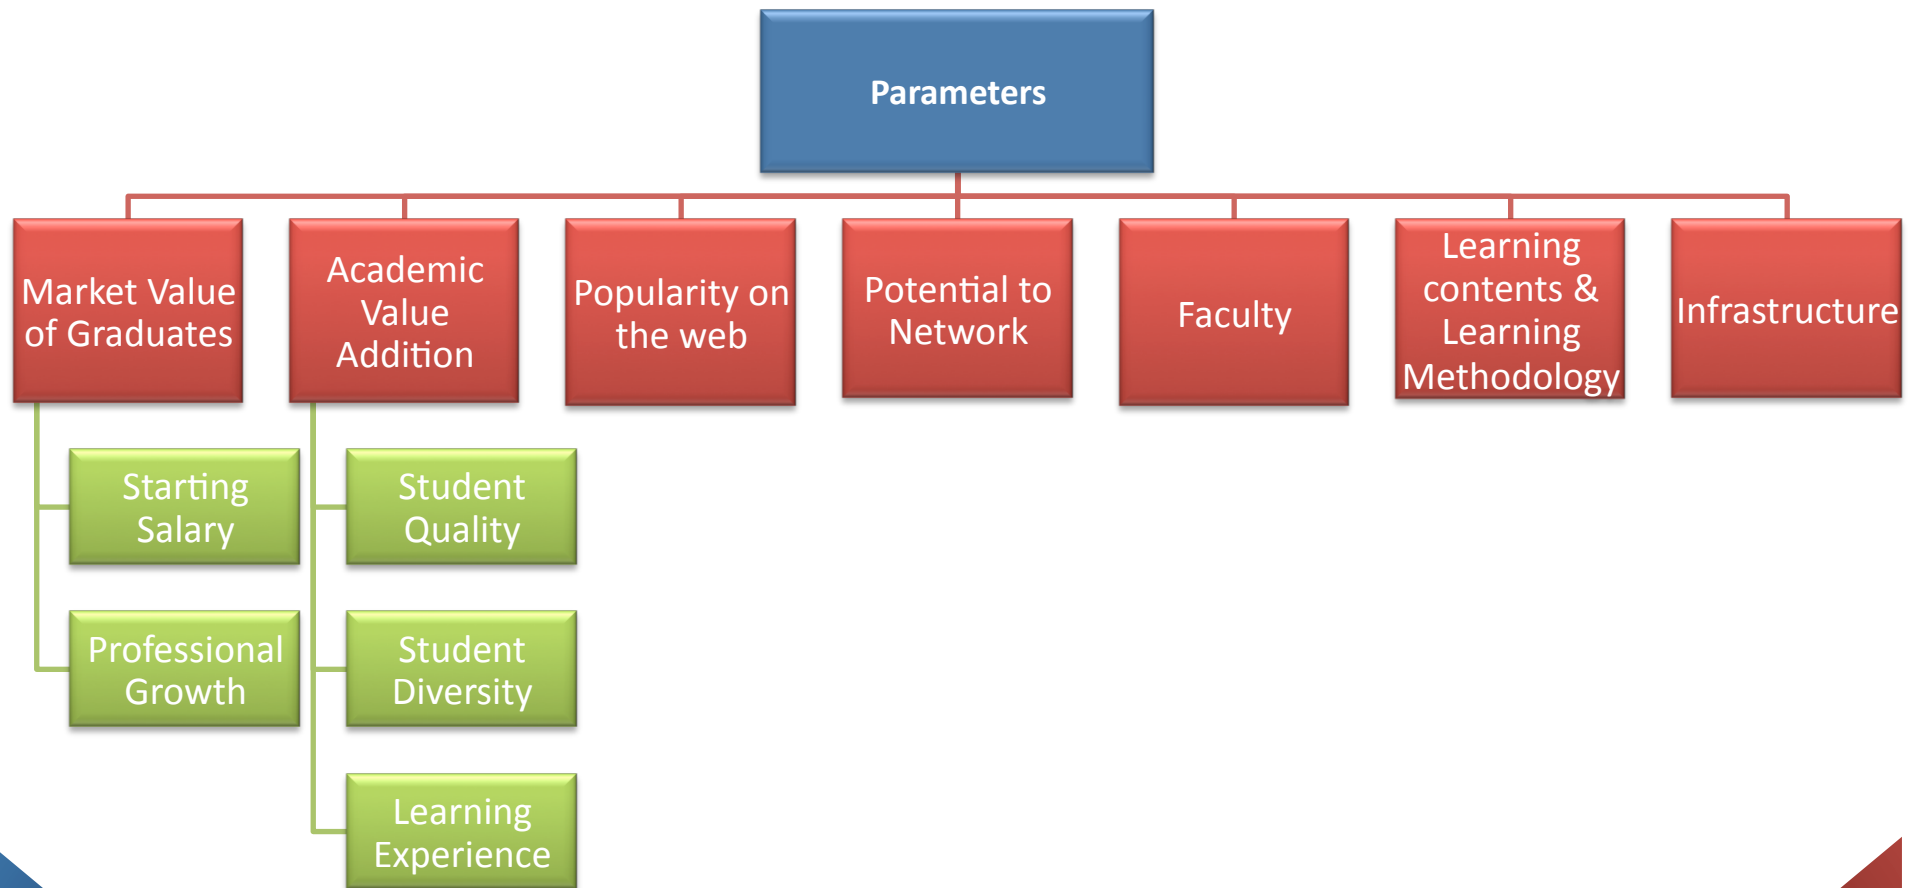 Parameters
Market Value
of Graduates
Academic
Value
Addition
Popularity on
the web
Potential to
Network
Faculty
Learning
contents &
Learning
Methodology
Infrastructure
Starting
Salary
Professional
Growth
Student
Quality
Student
Diversity
Learning
Experience